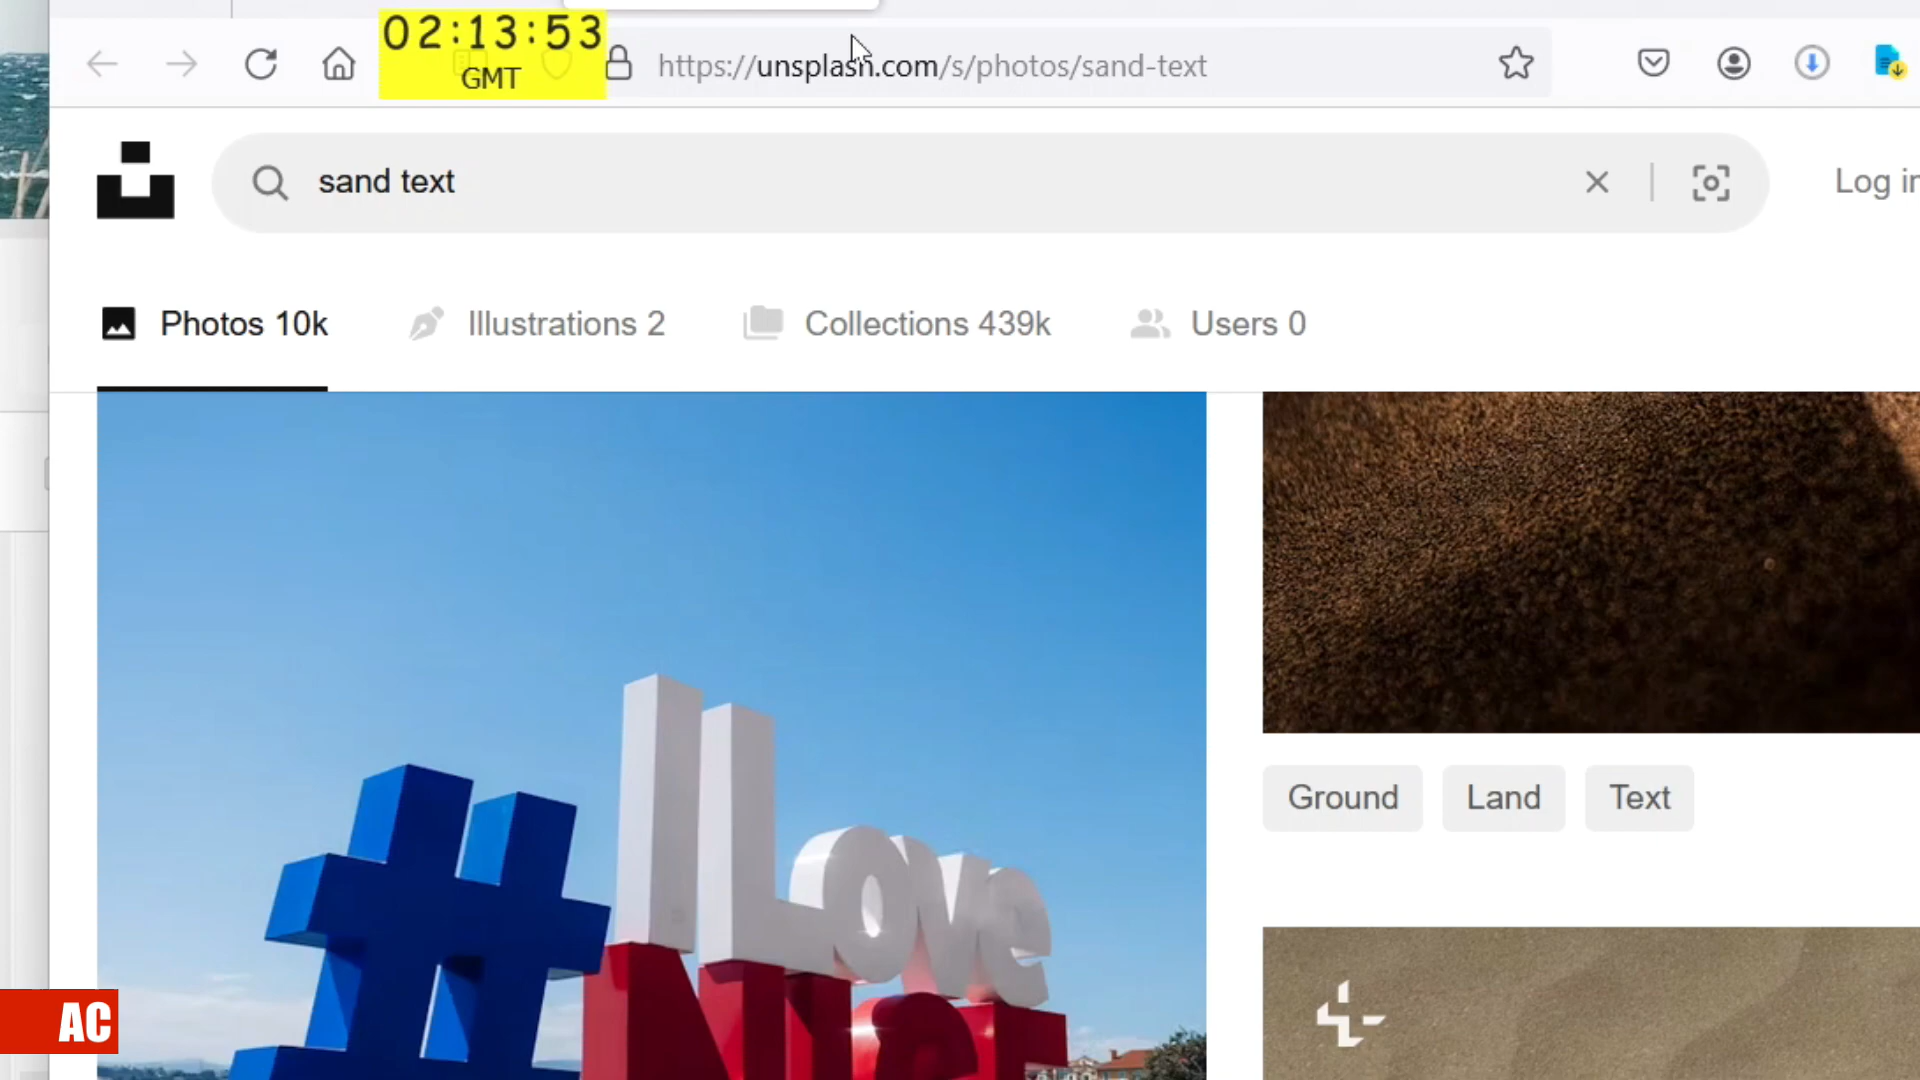 02:13:53
GMT
https://unsplash.com/s/photos/sand-text
sand text
Log in
Photos 10k
Illustrations 2
Collections 439k
Users 0
#ILove
NICE
Ground
Land
Text
AC